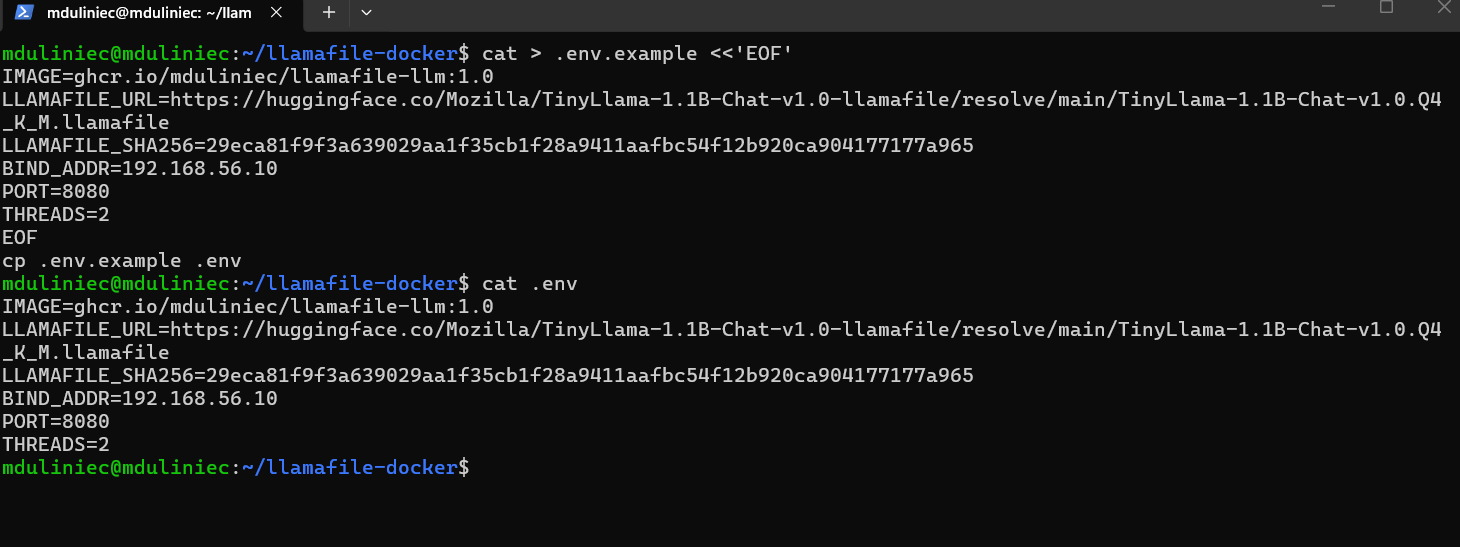 mduliniec@mduliniec: ~/llam
mduliniec@mduliniec:~/llamafile-docker$ cat > .env.example <<'EOF'
IMAGE=ghcr.io/mduliniec/llamafile-llm:1.0
LLAMAFILE_URL=https://huggingface.co/Mozilla/TinyLlama-1.1B-Chat-v1.0-llamafile/resolve/main/TinyLlama-1.1B-Chat-v1.0.Q4
_K_M.llamafile
LLAMAFILE_SHA256=29eca81f9f3a639029aa1f35cb1f28a9411aafbc54f12b920ca904177177a965
BIND_ADDR=192.168.56.10
PORT=8080
THREADS=2
EOF
cp .env.example .env
mduliniec@mduliniec:~/llamafile-docker$ cat .env
IMAGE=ghcr.io/mduliniec/llamafile-llm:1.0
LLAMAFILE_URL=https://huggingface.co/Mozilla/TinyLlama-1.1B-Chat-v1.0-llamafile/resolve/main/TinyLlama-1.1B-Chat-v1.0.Q4
_K_M.llamafile
LLAMAFILE_SHA256=29eca81f9f3a639029aa1f35cb1f28a9411aafbc54f12b920ca904177177a965
BIND_ADDR=192.168.56.10
PORT=8080
THREADS=2
mduliniec@mduliniec:~/llamafile-docker$